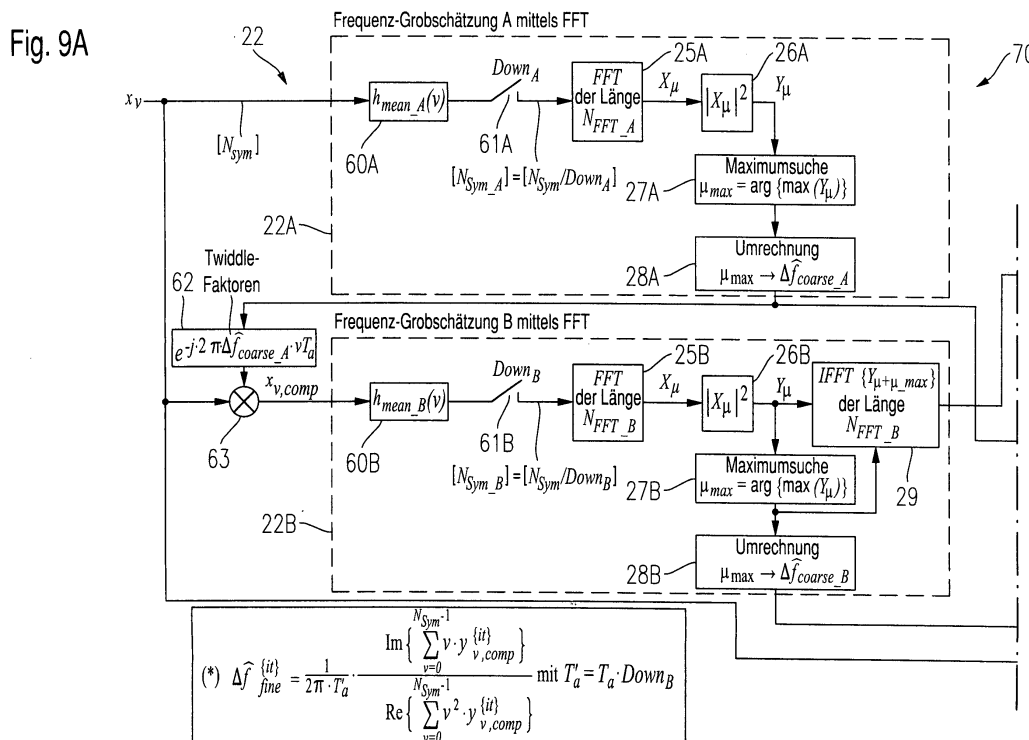 Fig. 9A
22
70
Frequenz-Grobschätzung A mittels FFT
x_ν
[N_sym]
h_mean_A(ν)
60A
Down_A
61A
[N_Sym_A]=[N_Sym/Down_A]
25A
FFT
der Länge
N_FFT_A
X_μ
26A
|X_μ|²
Y_μ
Maximumsuche
μ_max = arg {max (Y_μ)}
27A
Umrechnung
μ_max → Δf̂_coarse_A
28A
22A
Twiddle-
Faktoren
62
e^-j·2 π·Δf̂_coarse_A · νT_a
x_ν,comp
63
Frequenz-Grobschätzung B mittels FFT
h_mean_B(ν)
60B
Down_B
61B
[N_Sym_B]=[N_Sym/Down_B]
25B
FFT
der Länge
N_FFT_B
X_μ
26B
|X_μ|²
Y_μ
IFFT {Y_μ+μ_max}
der Länge
N_FFT_B
29
Maximumsuche
μ_max = arg {max (Y_μ)}
27B
Umrechnung
μ_max → Δf̂_coarse_B
28B
22B
(*) Δf̂_fine^{it} = 1/(2π · T'_a) · Im{ ∑_{ν=0}^{N_Sym-1} ν · y_ν,comp^{it} } / Re{ ∑_{ν=0}^{N_Sym-1} ν² · y_ν,comp^{it} } mit T'_a = T_a · Down_B